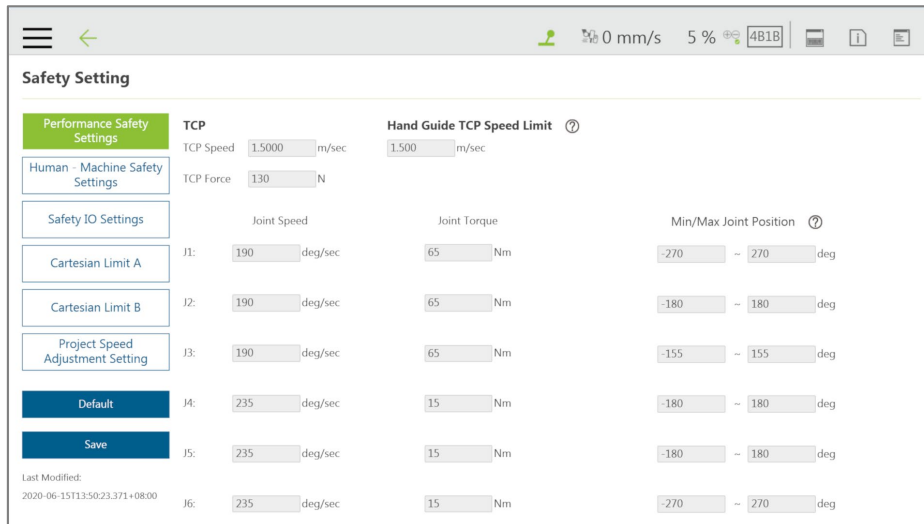 0 mm/s 5 % 4B1B
Safety Setting
Performance Safety
Settings
Human - Machine Safety
Settings
Safety IO Settings
Cartesian Limit A
Cartesian Limit B
Project Speed
Adjustment Setting
Default
Save
Last Modified:
2020-06-15T13:50:23.371+08:00
TCP Hand Guide TCP Speed Limit ?
TCP Speed 1.5000 m/sec 1.500 m/sec
TCP Force 130 N
Joint Speed Joint Torque Min/Max Joint Position ?
J1: 190 deg/sec 65 Nm -270 ~ 270 deg
J2: 190 deg/sec 65 Nm -180 ~ 180 deg
J3: 190 deg/sec 65 Nm -155 ~ 155 deg
J4: 235 deg/sec 15 Nm -180 ~ 180 deg
J5: 235 deg/sec 15 Nm -180 ~ 180 deg
J6: 235 deg/sec 15 Nm -270 ~ 270 deg